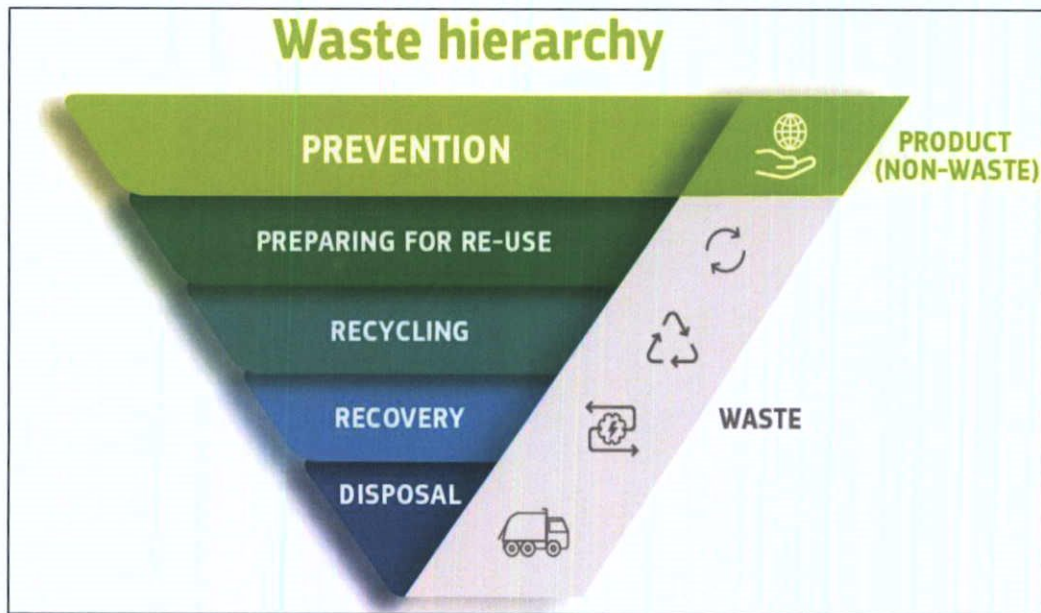 Waste hierarchy
PREVENTION
PRODUCT
(NON-WASTE)
PREPARING FOR RE-USE
RECYCLING
RECOVERY
WASTE
DISPOSAL